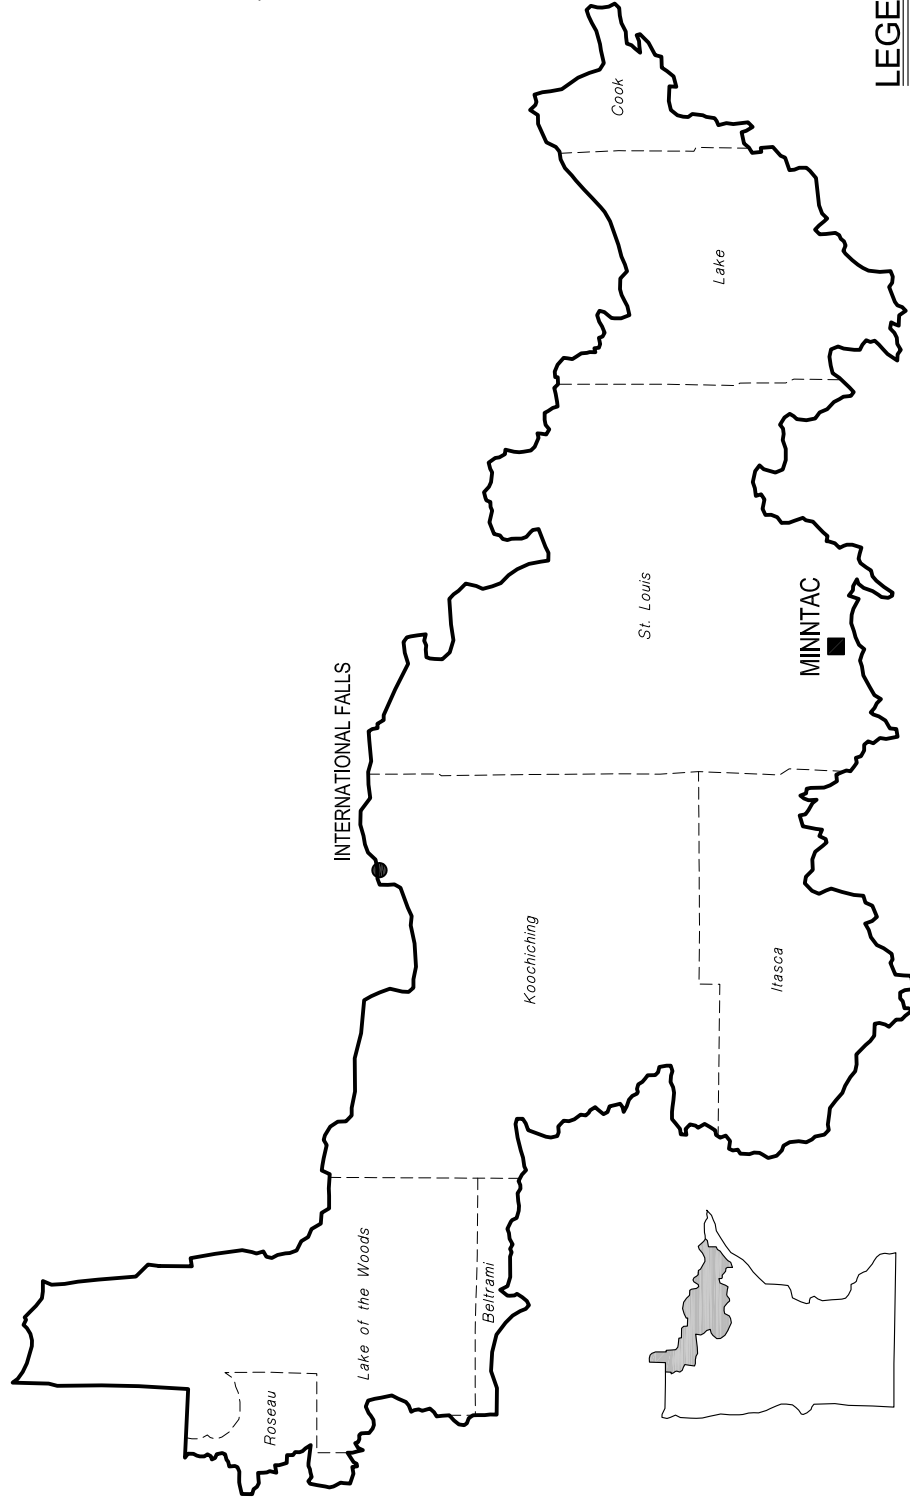 LEGE
Cook
Lake
St. Louis
MINNTAC
INTERNATIONAL FALLS
Koochiching
Itasca
Lake of the Woods
Beltrami
Roseau